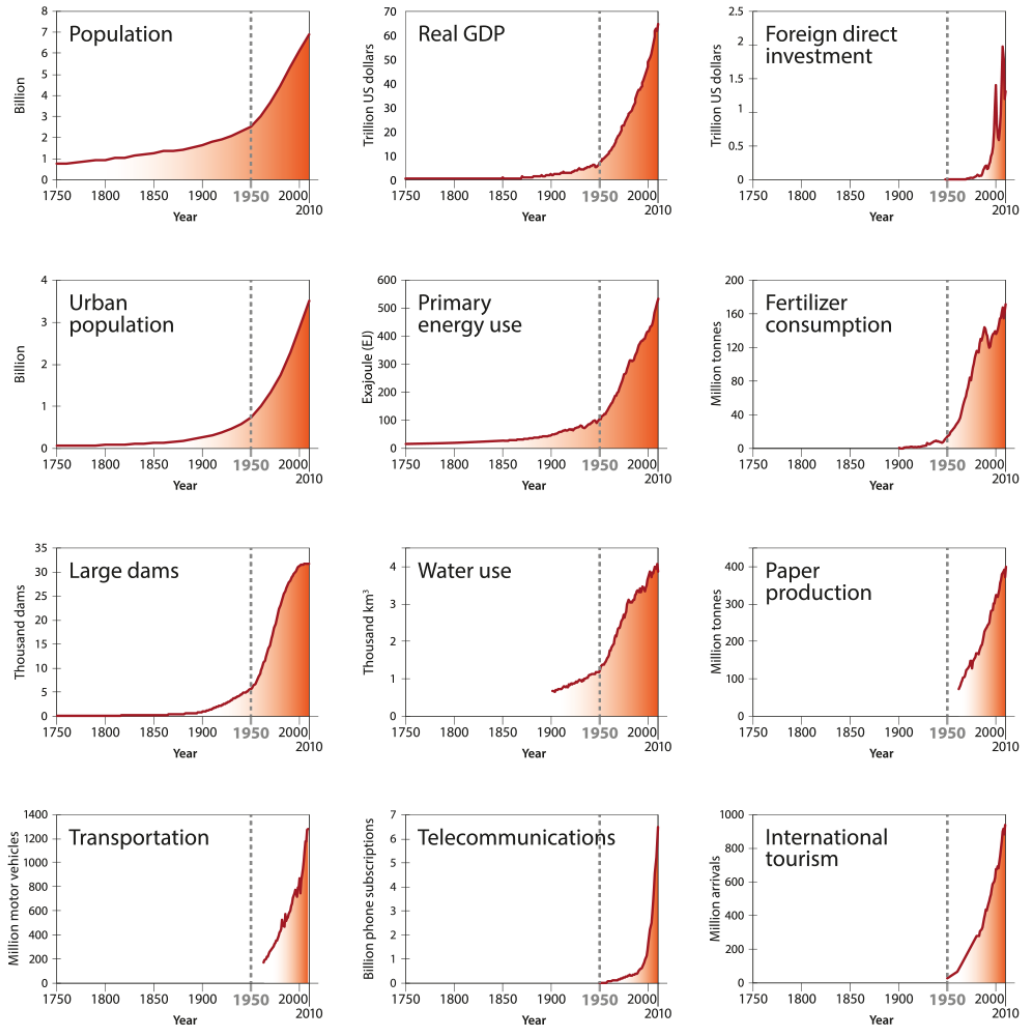 Population
Billion
8
7
6
5
4
3
2
1
0
1750 1800 1850 1900 1950 2000
2010
Year
Real GDP
Trillion US dollars
70
60
50
40
30
20
10
0
1750 1800 1850 1900 1950 2000
2010
Year
Foreign direct
investment
Trillion US dollars
2.5
2
1.5
1
0.5
0
1750 1800 1850 1900 1950 2000
2010
Year
Urban
population
Billion
4
3
2
1
0
1750 1800 1850 1900 1950 2000
2010
Year
Primary
energy use
Exajoule (EJ)
600
500
400
300
200
100
0
1750 1800 1850 1900 1950 2000
2010
Year
Fertilizer
consumption
Million tonnes
200
160
120
80
40
0
1750 1800 1850 1900 1950 2000
2010
Year
Large dams
Thousand dams
35
30
25
20
15
10
5
0
1750 1800 1850 1900 1950 2000
2010
Year
Water use
Thousand km³
4
3
2
1
0
1750 1800 1850 1900 1950 2000
2010
Year
Paper
production
Million tonnes
400
300
200
100
0
1750 1800 1850 1900 1950 2000
2010
Year
Transportation
Million motor vehicles
1400
1200
1000
800
600
400
200
0
1750 1800 1850 1900 1950 2000
2010
Year
Telecommunications
Billion phone subscriptions
7
6
5
4
3
2
1
0
1750 1800 1850 1900 1950 2000
2010
Year
International
tourism
Million arrivals
1000
800
600
400
200
0
1750 1800 1850 1900 1950 2000
2010
Year